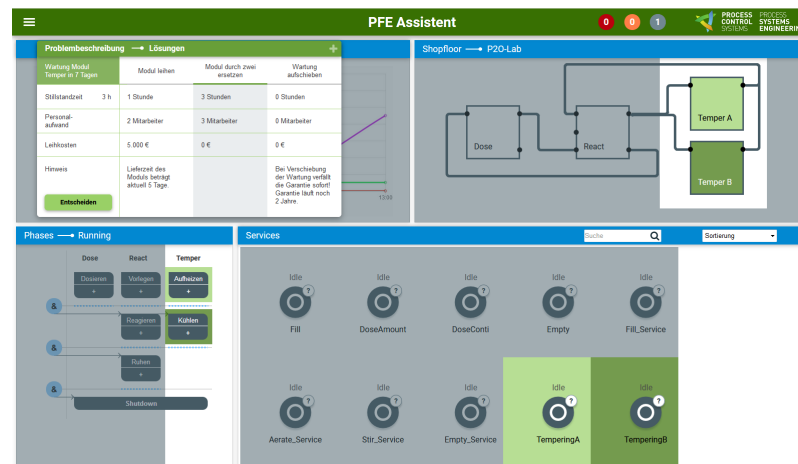 PFE Assistent
0
0
1
PROCESS PROCESS
CONTROL SYSTEMS
SYSTEMS ENGINEERIN
Problembeschreibung Lösungen +
Wartung Modul
Temper in 7 Tagen
Modul leihen
Modul durch zwei
ersetzen
Wartung
aufschieben
Stillstandzeit 3 h
1 Stunde
3 Stunden
0 Stunden
Personal-
aufwand
2 Mitarbeiter
3 Mitarbeiter
0 Mitarbeiter
Leihkosten
5.000 €
0 €
0 €
Hinweis
Lieferzeit des
Moduls beträgt
aktuell 5 Tage.
Bei Verschiebung
der Wartung verfällt
die Garantie sofort!
Garantie läuft noch
2 Jahre.
Entscheiden
Shopfloor P2O-Lab
Dose
React
Temper A
Temper B
Phases Running
Dose React Temper
Dosieren
+
Vorlegen
+
Aufheizen
+
&
Reagieren
+
Kühlen
+
&
Ruhen
+
&
Shutdown
Services
Suche
Sortierung
Idle Idle Idle Idle Idle
? ? ? ? ?
Fill DoseAmount DoseConti Empty Fill_Service
Idle Idle Idle Idle Idle
? ? ? ? ?
Aerate_Service Stir_Service Empty_Service TemperingA TemperingB